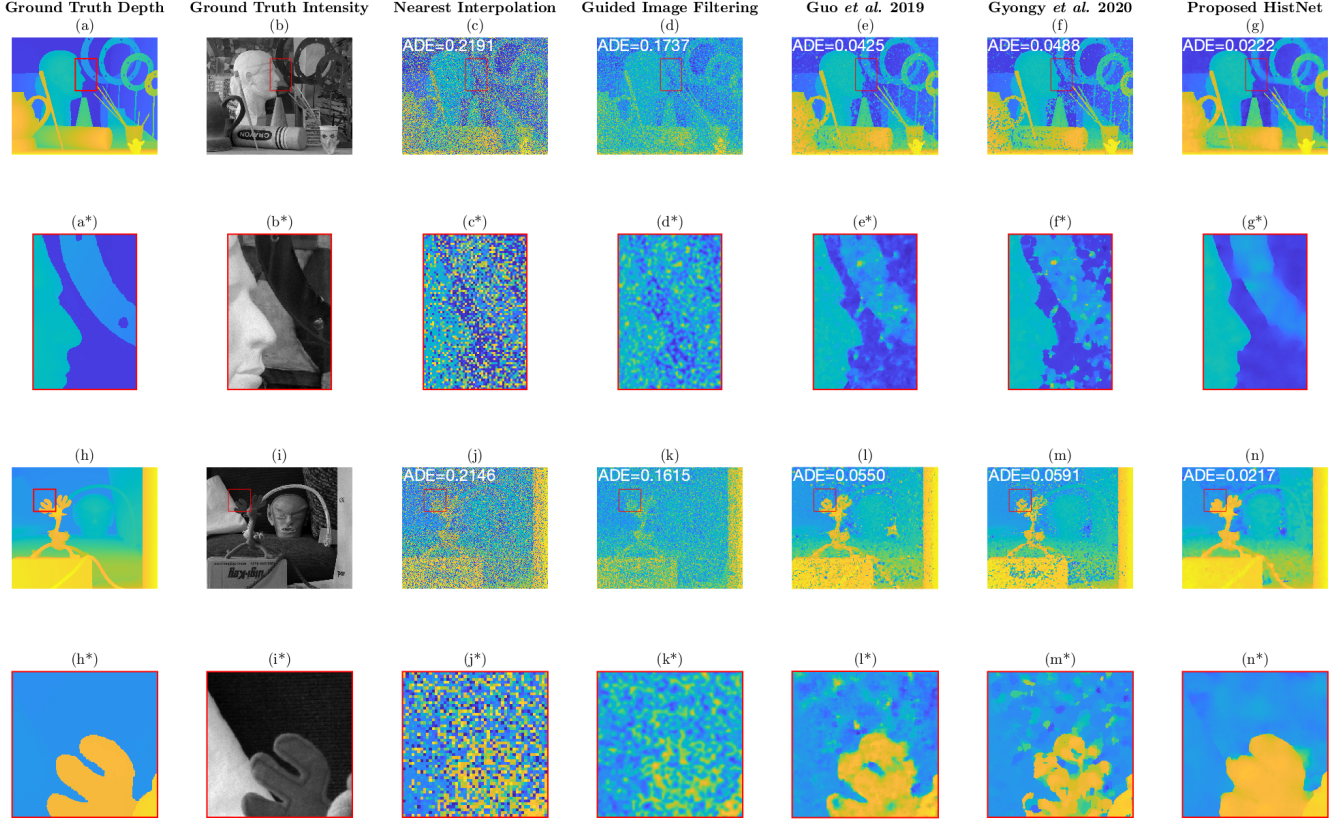 Ground Truth Depth Ground Truth Intensity Nearest Interpolation Guided Image Filtering Guo et al. 2019 Gyongy et al. 2020 Proposed HistNet
(a) (b) (c) (d) (e) (f) (g)
ADE=0.2191 ADE=0.1737 ADE=0.0425 ADE=0.0488 ADE=0.0222
CRAYON
(a*) (b*) (c*) (d*) (e*) (f*) (g*)
(h) (i) (j) (k) (l) (m) (n)
ADE=0.2146 ADE=0.1615 ADE=0.0550 ADE=0.0591 ADE=0.0217
(h*) (i*) (j*) (k*) (l*) (m*) (n*)